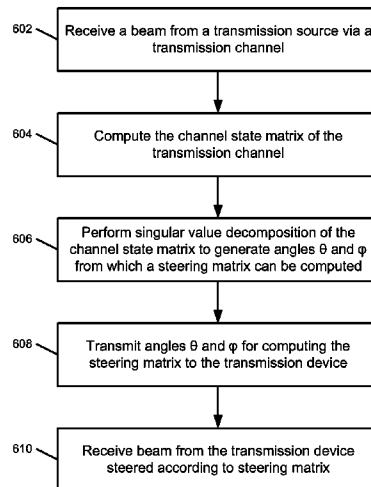 602
Receive a beam from a transmission source via a
transmission channel
604
Compute the channel state matrix of the
transmission channel
606
Perform singular value decomposition of the
channel state matrix to generate angles θ and φ
from which a steering matrix can be computed
608
Transmit angles θ and φ for computing the
steering matrix to the transmission device
610
Receive beam from the transmission device
steered according to steering matrix